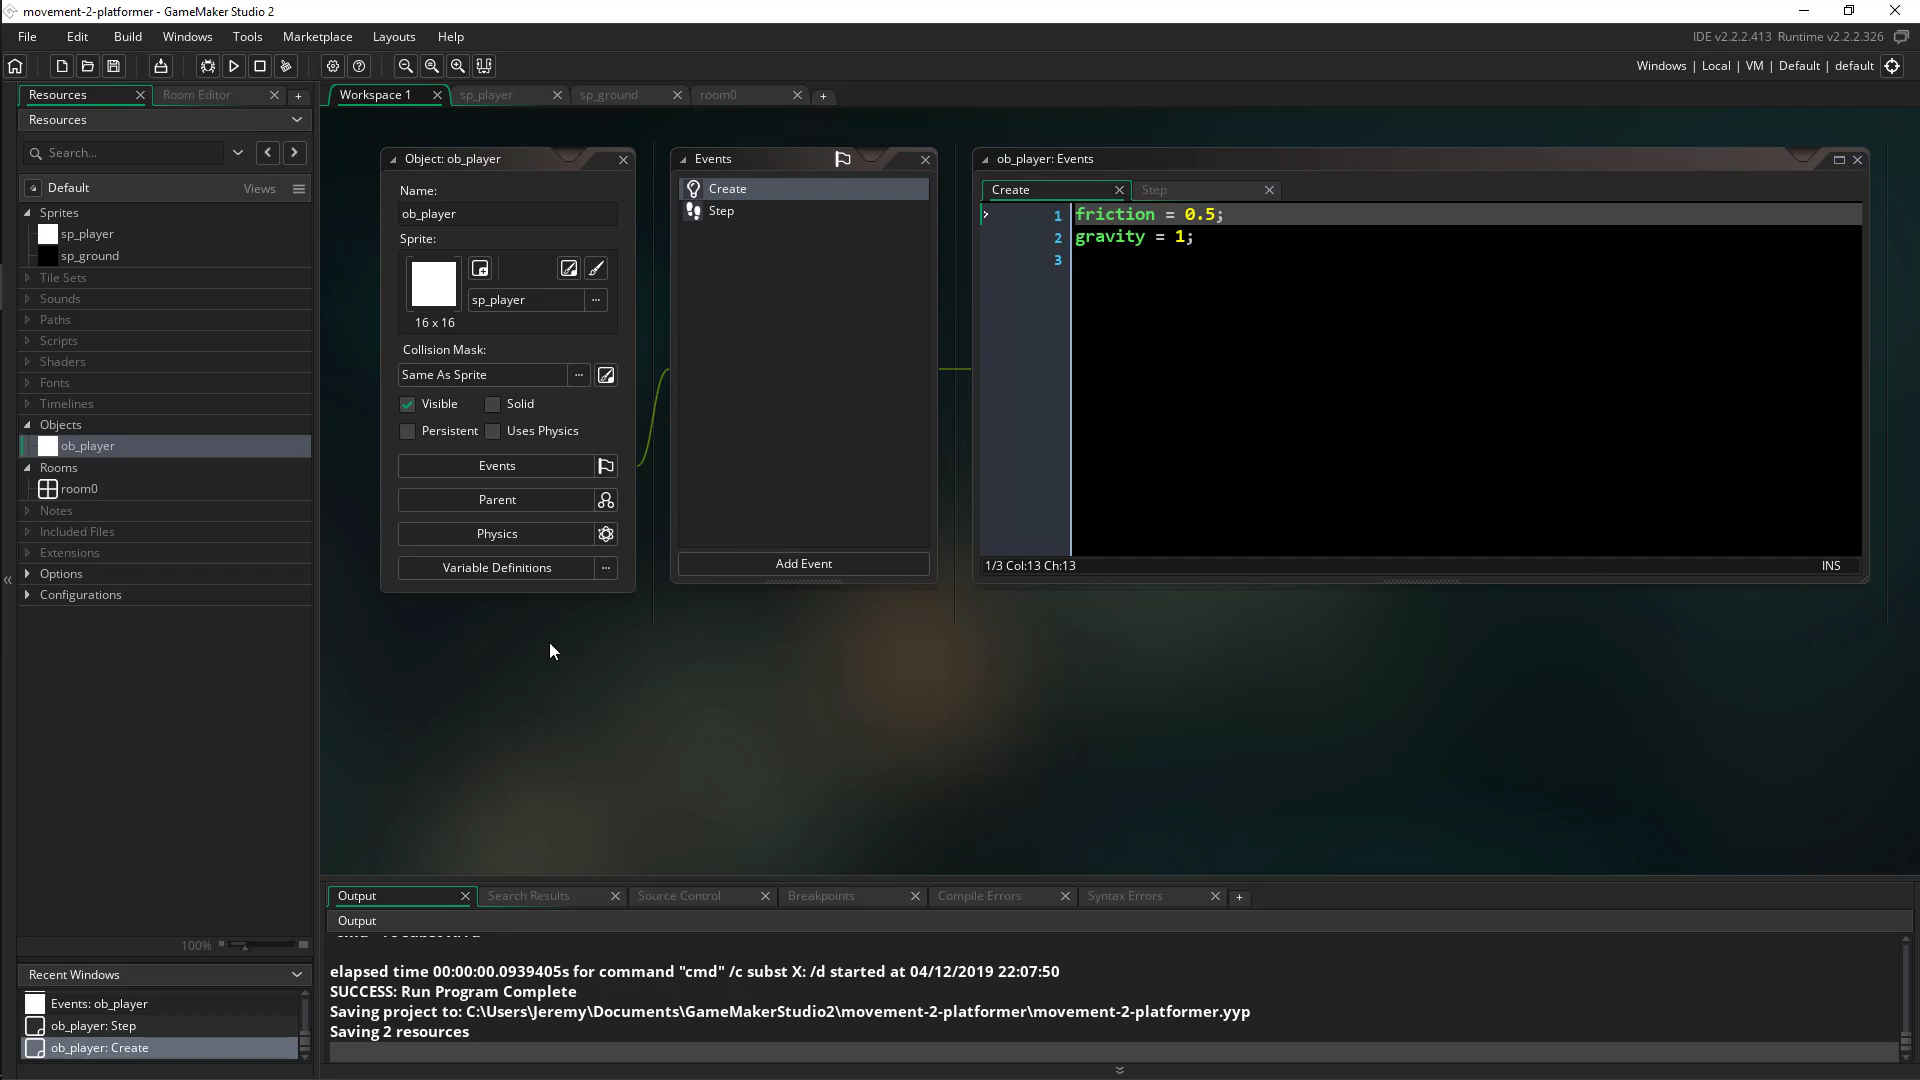 movement-2-platformer - GameMaker Studio 2
File Edit Build Windows Tools Marketplace Layouts Help
IDE v2.2.2.413 Runtime v2.2.2.326
Windows | Local | VM | Default | default
Resources
Room Editor
Workspace 1
sp_player
sp_ground
room0
Resources
Search...
Default
Views
Sprites
sp_player
sp_ground
Tile Sets
Sounds
Paths
Scripts
Shaders
Fonts
Timelines
Objects
ob_player
Rooms
room0
Notes
Included Files
Extensions
Options
Configurations
100%
Recent Windows
Events: ob_player
ob_player: Step
ob_player: Create
Object: ob_player
Name:
ob_player
Sprite:
sp_player
16 x 16
Collision Mask:
Same As Sprite
Visible
Solid
Persistent
Uses Physics
Events
Parent
Physics
Variable Definitions
Events
Create
Step
Add Event
ob_player: Events
Create
Step
1 friction = 0.5;
2 gravity = 1;
3
1/3 Col:13 Ch:13
INS
Output
Search Results
Source Control
Breakpoints
Compile Errors
Syntax Errors
Output
elapsed time 00:00:00.0939405s for command "cmd" /c subst X: /d started at 04/12/2019 22:07:50
SUCCESS: Run Program Complete
Saving project to: C:\Users\Jeremy\Documents\GameMakerStudio2\movement-2-platformer\movement-2-platformer.yyp
Saving 2 resources